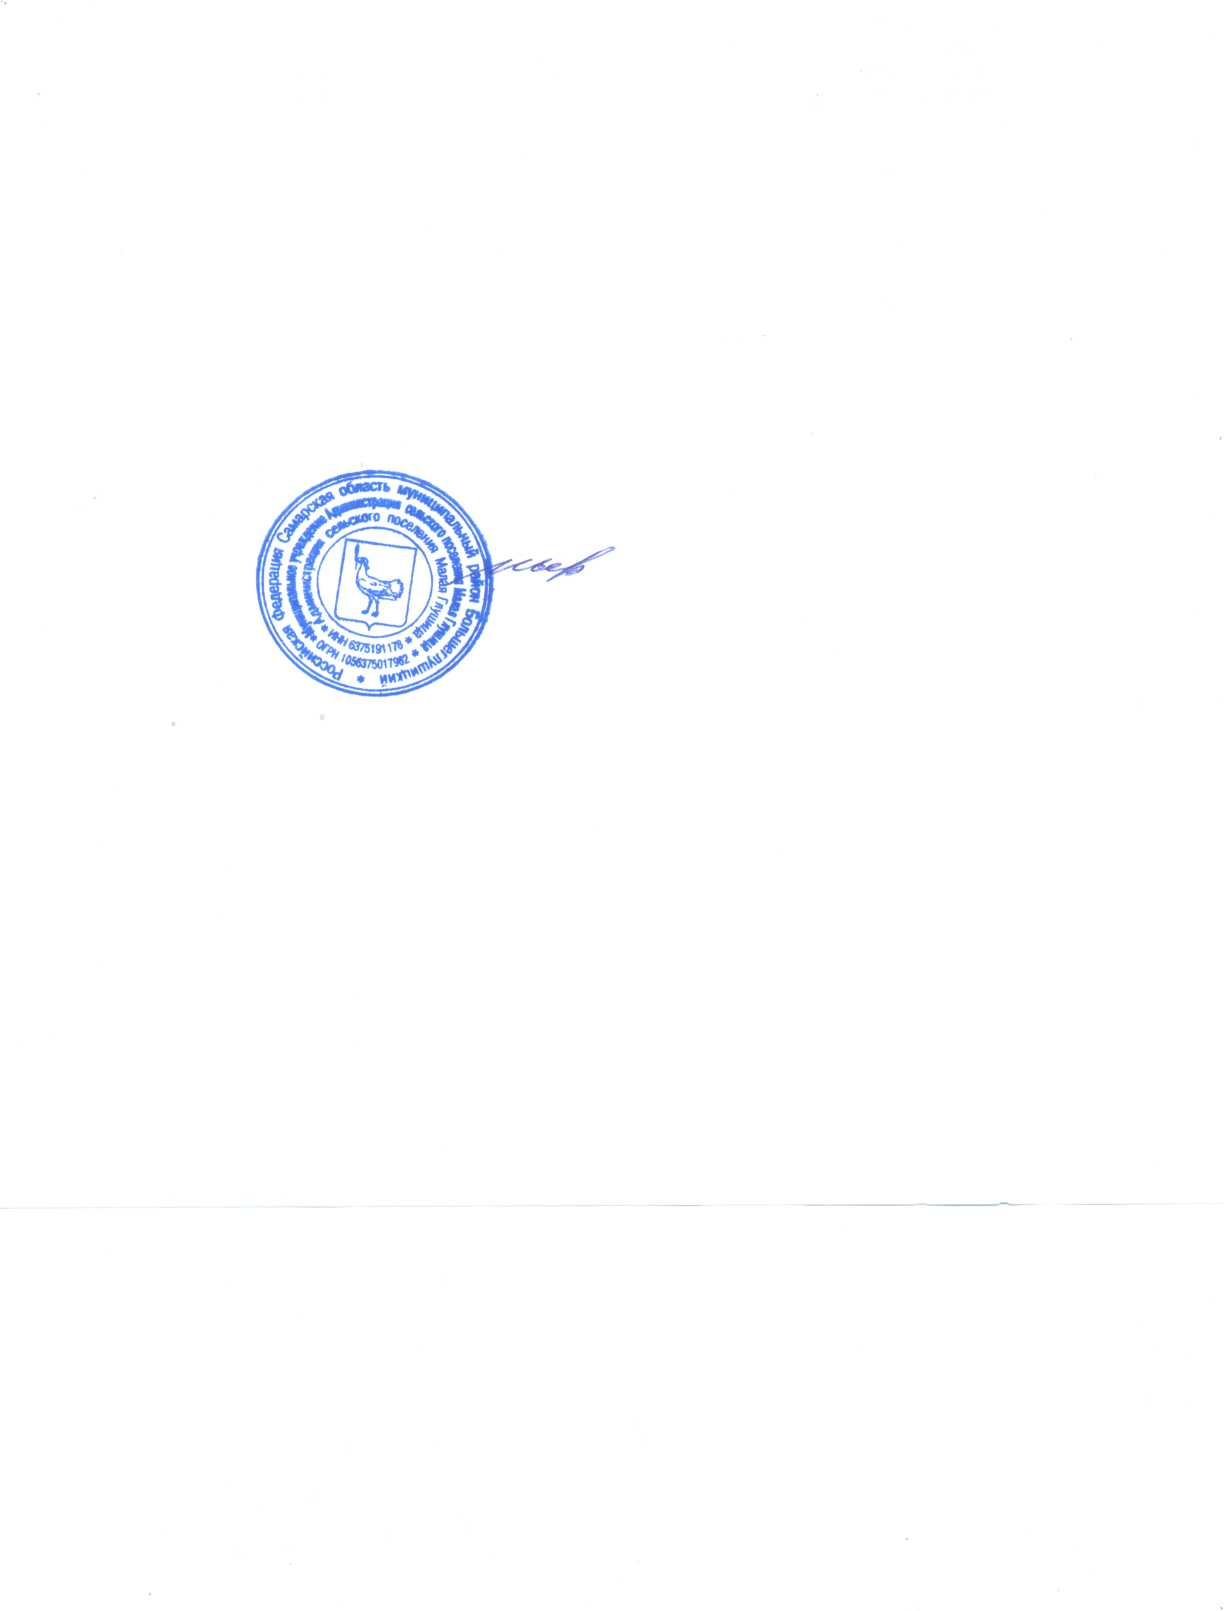 Российская Федерация Самарская область муниципальный район Большеглушицкий *
Муниципальное учреждение Администрация сельского поселения Малая Глушица *
ОГРН 1056375017982 *
Администрация сельского поселения Малая Глушица *
ИНН 6375191178 *